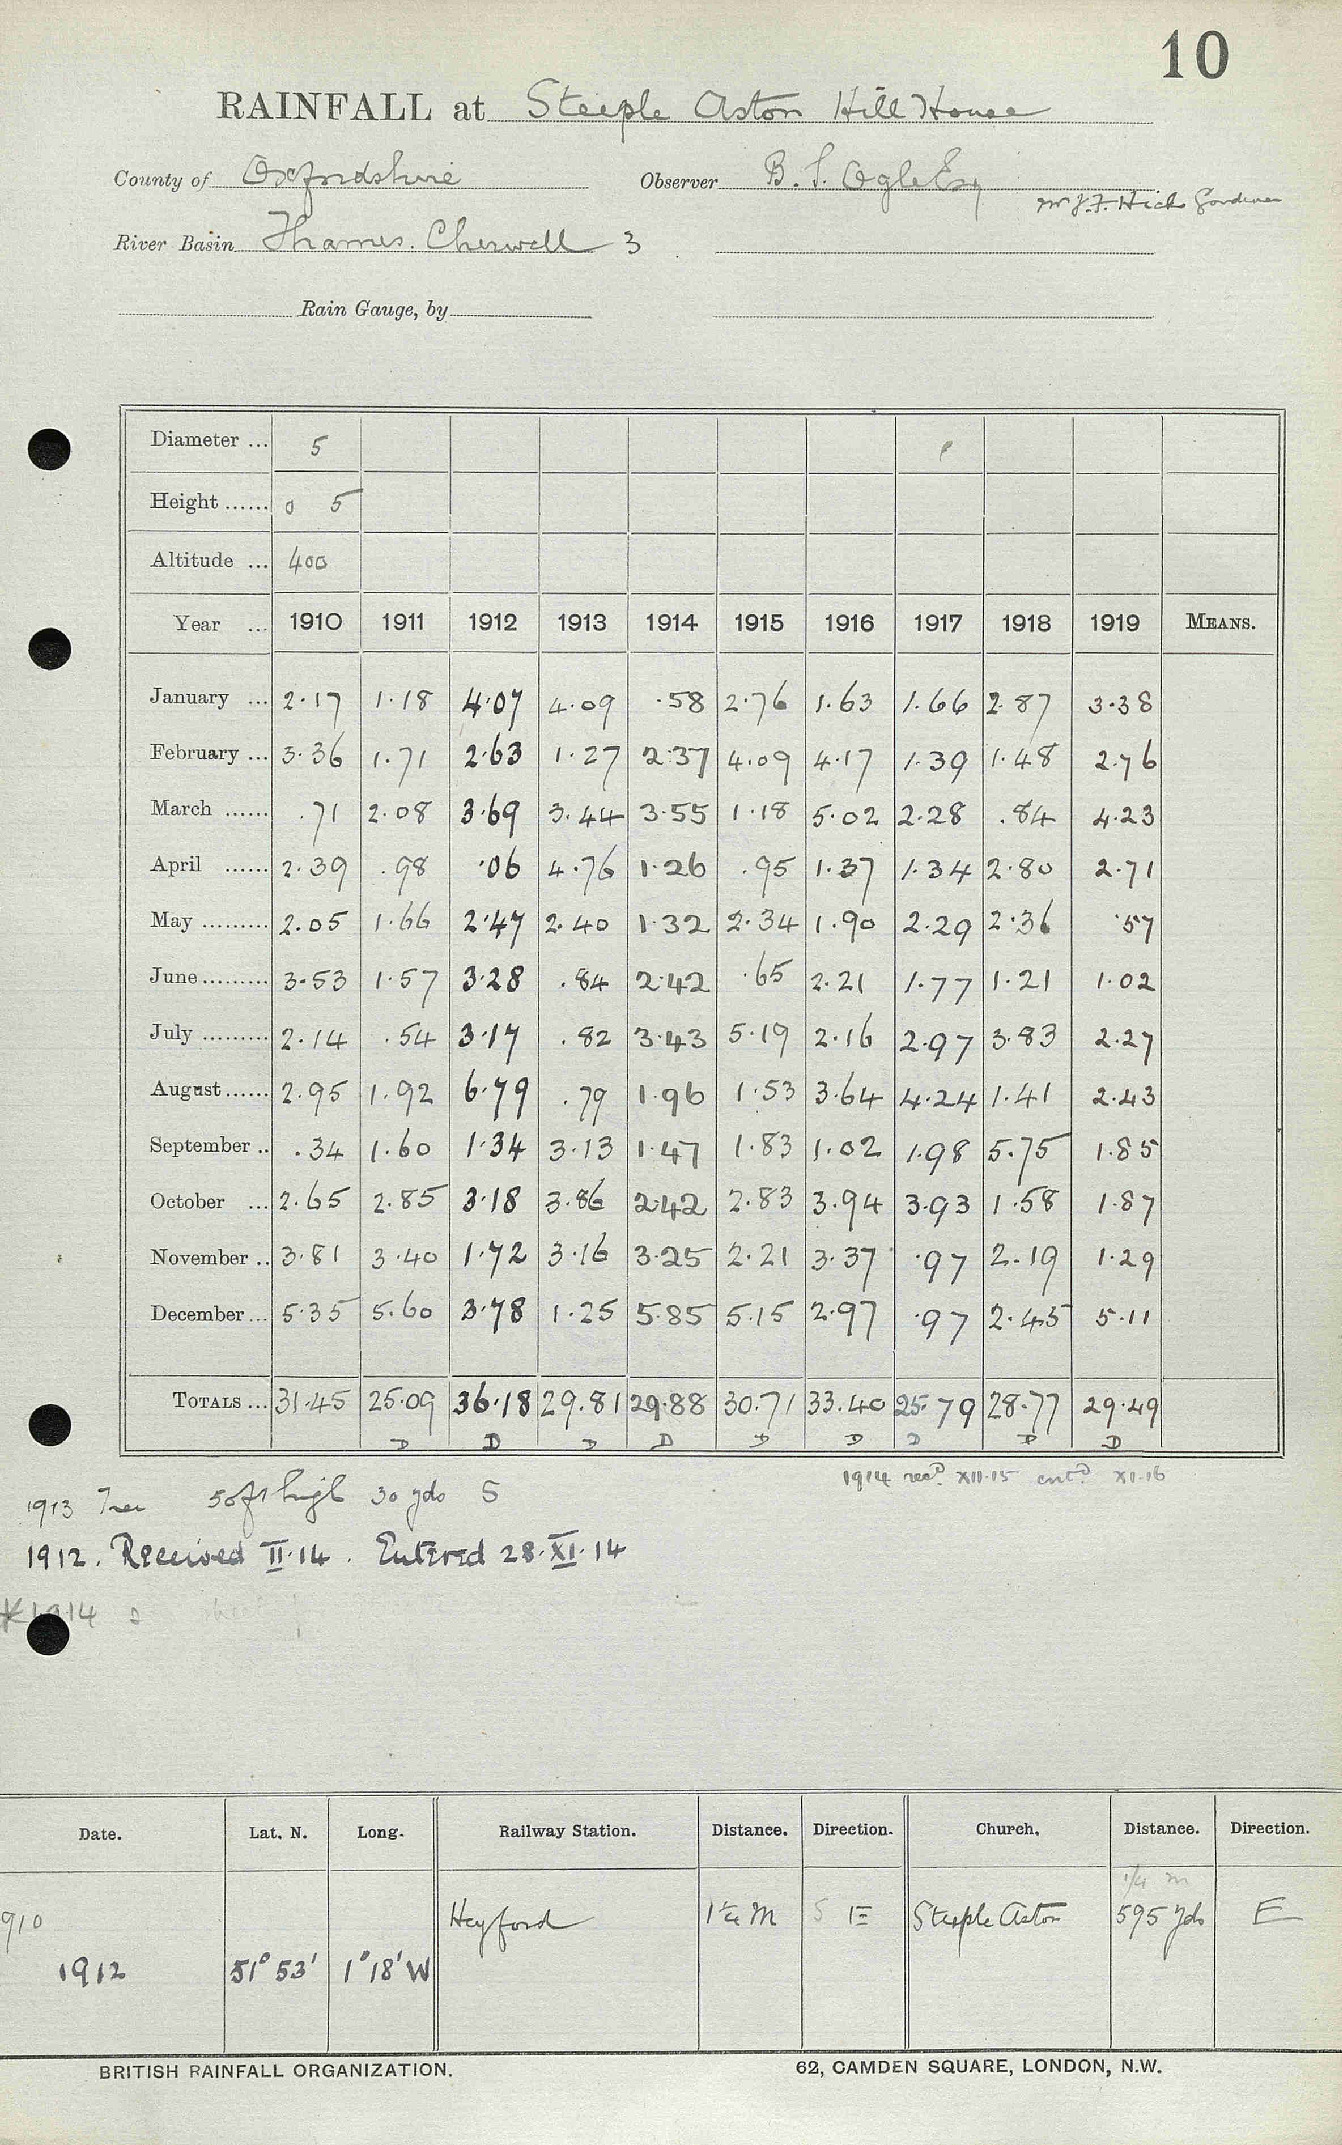 10
RAINFALL at Steeple Aston Hill House
County of Oxfordshire Observer B. S. Ogle Esq
Mr J. F. Hick Gardener
River Basin Thames. Cherwell 3
Rain Gauge, by
Diameter ... 5
Height ...... 0 5
Altitude ... 400
Year ... 1910 1911 1912 1913 1914 1915 1916 1917 1918 1919 MEANS.
January ... 2.17 1.18 4.07 4.09 .58 2.76 1.63 1.66 2.87 3.38
February ... 3.36 1.71 2.63 1.27 2.37 4.09 4.17 1.39 1.48 2.76
March ...... .71 2.08 3.69 3.44 3.55 1.18 5.02 2.28 .84 4.23
April ...... 2.39 .98 .06 4.76 1.26 .95 1.37 1.34 2.80 2.71
May ......... 2.05 1.66 2.47 2.40 1.32 2.34 1.90 2.29 2.36 .57
June ......... 3.53 1.57 3.28 .84 2.42 .65 2.21 1.77 1.21 1.02
July ......... 2.14 .54 3.17 .82 3.43 5.19 2.16 2.97 3.83 2.27
August ...... 2.95 1.92 6.79 .79 1.96 1.53 3.64 4.24 1.41 2.43
September .. .34 1.60 1.34 3.13 1.47 1.83 1.02 1.98 5.75 1.85
October ... 2.65 2.85 3.18 3.86 2.42 2.83 3.94 3.93 1.58 1.87
November .. 3.81 3.40 1.72 3.16 3.25 2.21 3.37 .97 2.19 1.29
December ... 5.35 5.60 3.78 1.25 5.85 5.15 2.97 .97 2.45 5.11
TOTALS ... 31.45 25.09 36.18 29.81 29.88 30.71 33.40 25.79 28.77 29.49
D D D D D D D D D
1914 recd XII.15 entd XI.16
1913 Tree 50ft high 30 yds S
1912. Received II.14. Entered 28.XI.14
*1914
Date. Lat. N. Long. Railway Station. Distance. Direction. Church. Distance. Direction.
1/4 m
910 Heyford 1 1/4 M S E Steeple Aston 595 yds E
1912 51° 53' 1° 18' W
BRITISH RAINFALL ORGANIZATION. 62, CAMDEN SQUARE, LONDON, N.W.